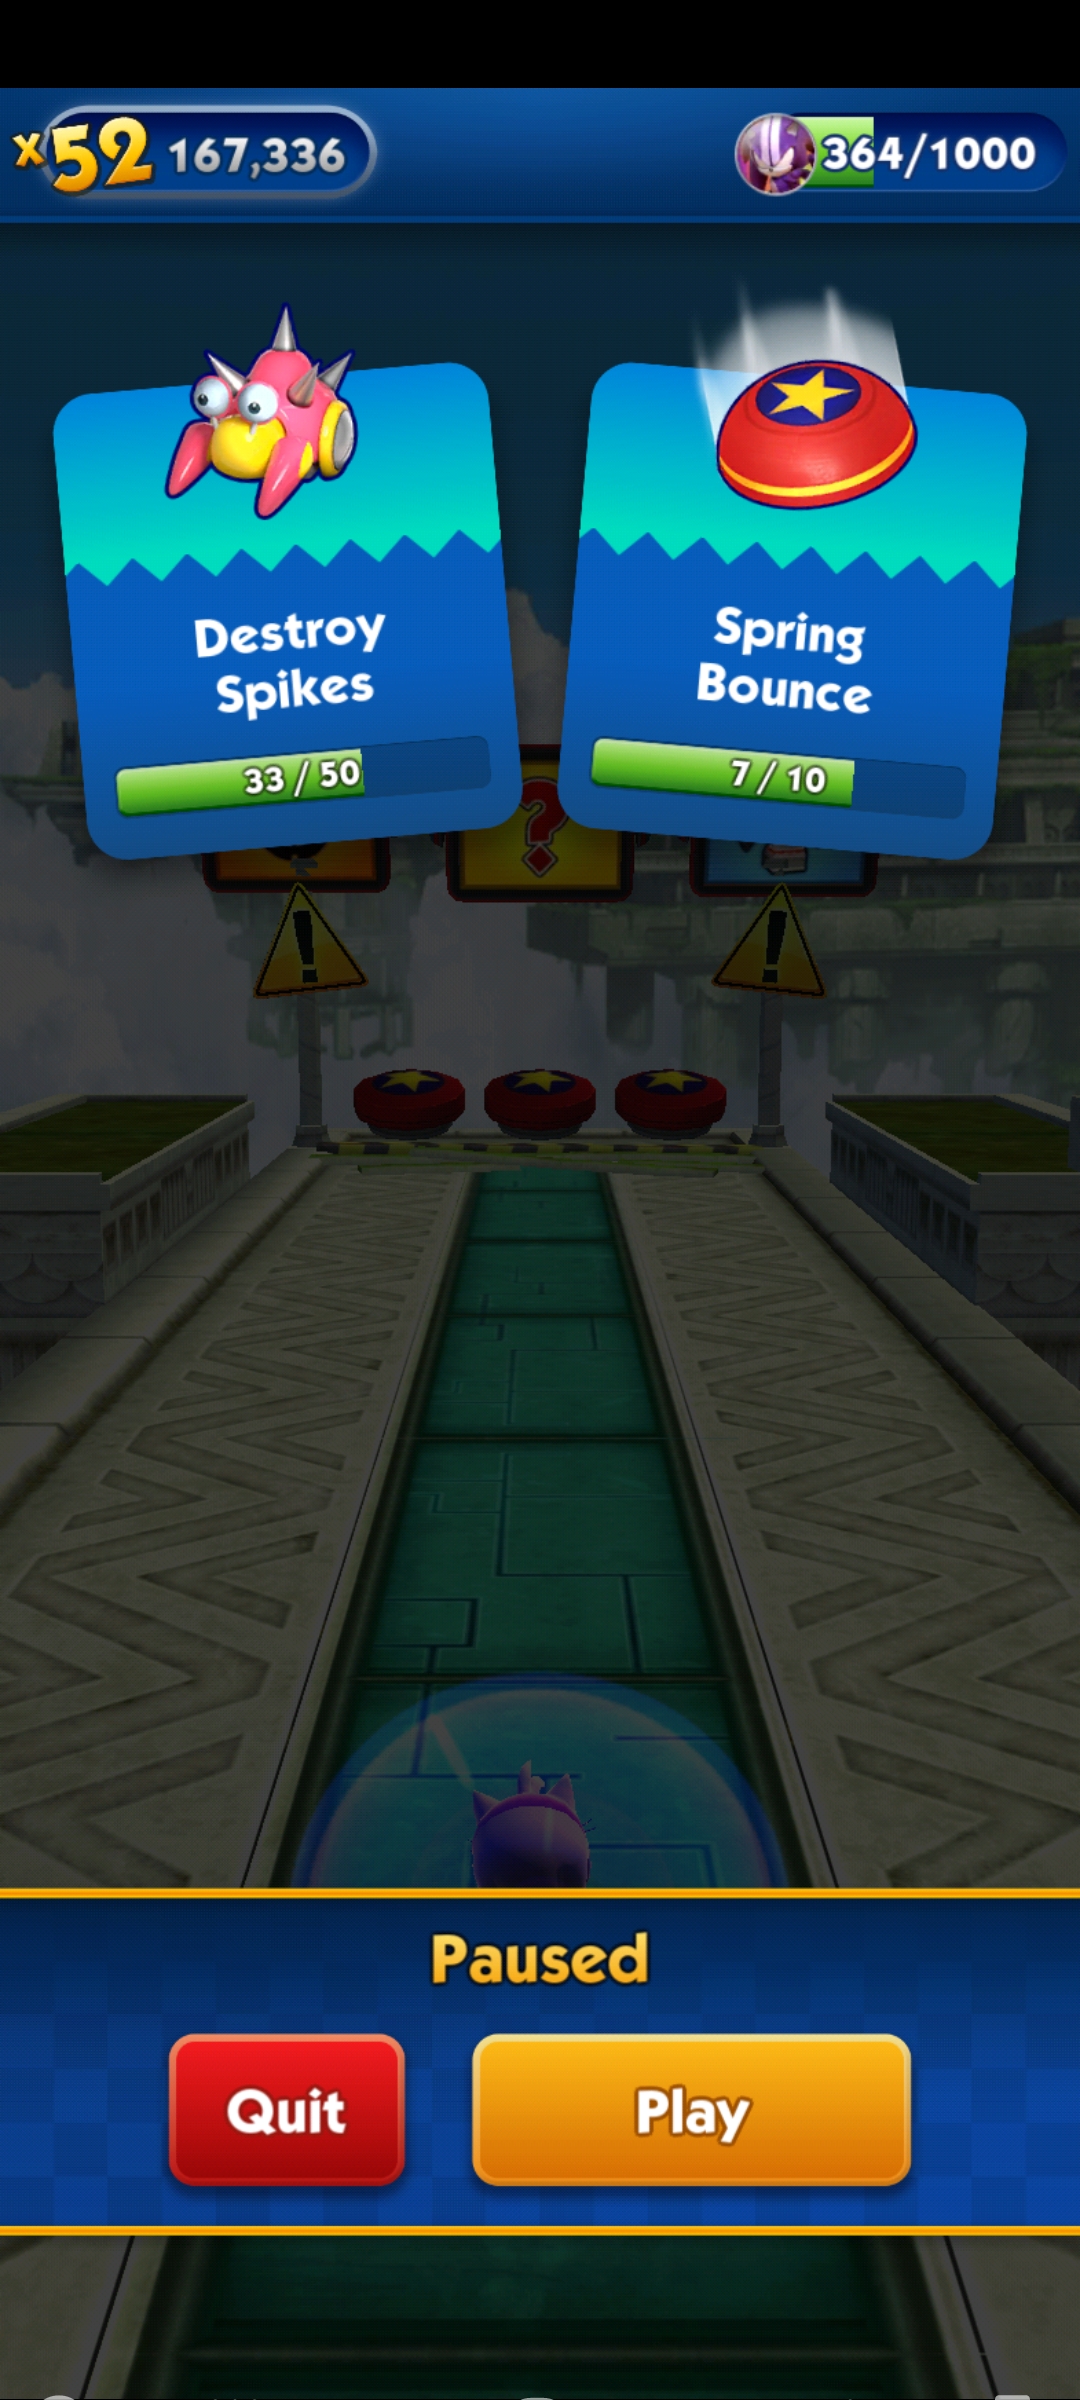 x52 167,336
364/1000
Destroy
Spikes
33 / 50
Spring
Bounce
7 / 10
?
!
!
Paused
Quit
Play